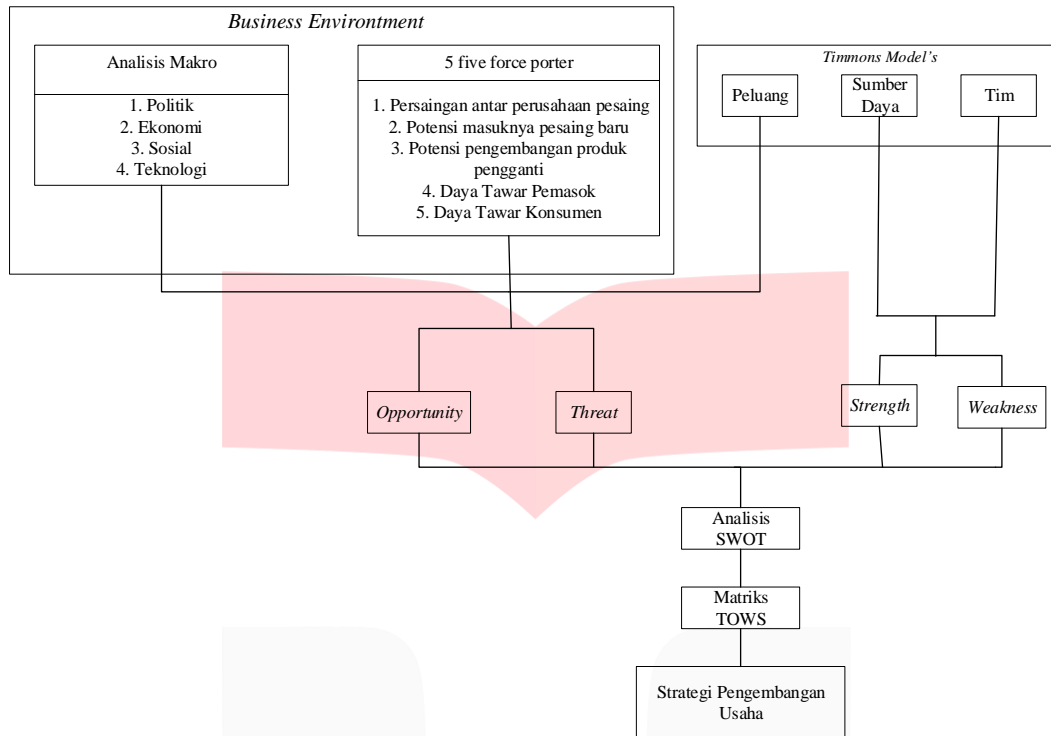 Business Environtment
Analisis Makro
1. Politik
2. Ekonomi
3. Sosial
4. Teknologi
5 five force porter
1. Persaingan antar perusahaan pesaing
2. Potensi masuknya pesaing baru
3. Potensi pengembangan produk
pengganti
4. Daya Tawar Pemasok
5. Daya Tawar Konsumen
Timmons Model's
Peluang
Sumber
Daya
Tim
Opportunity
Threat
Strength
Weakness
Analisis
SWOT
Matriks
TOWS
Strategi Pengembangan
Usaha